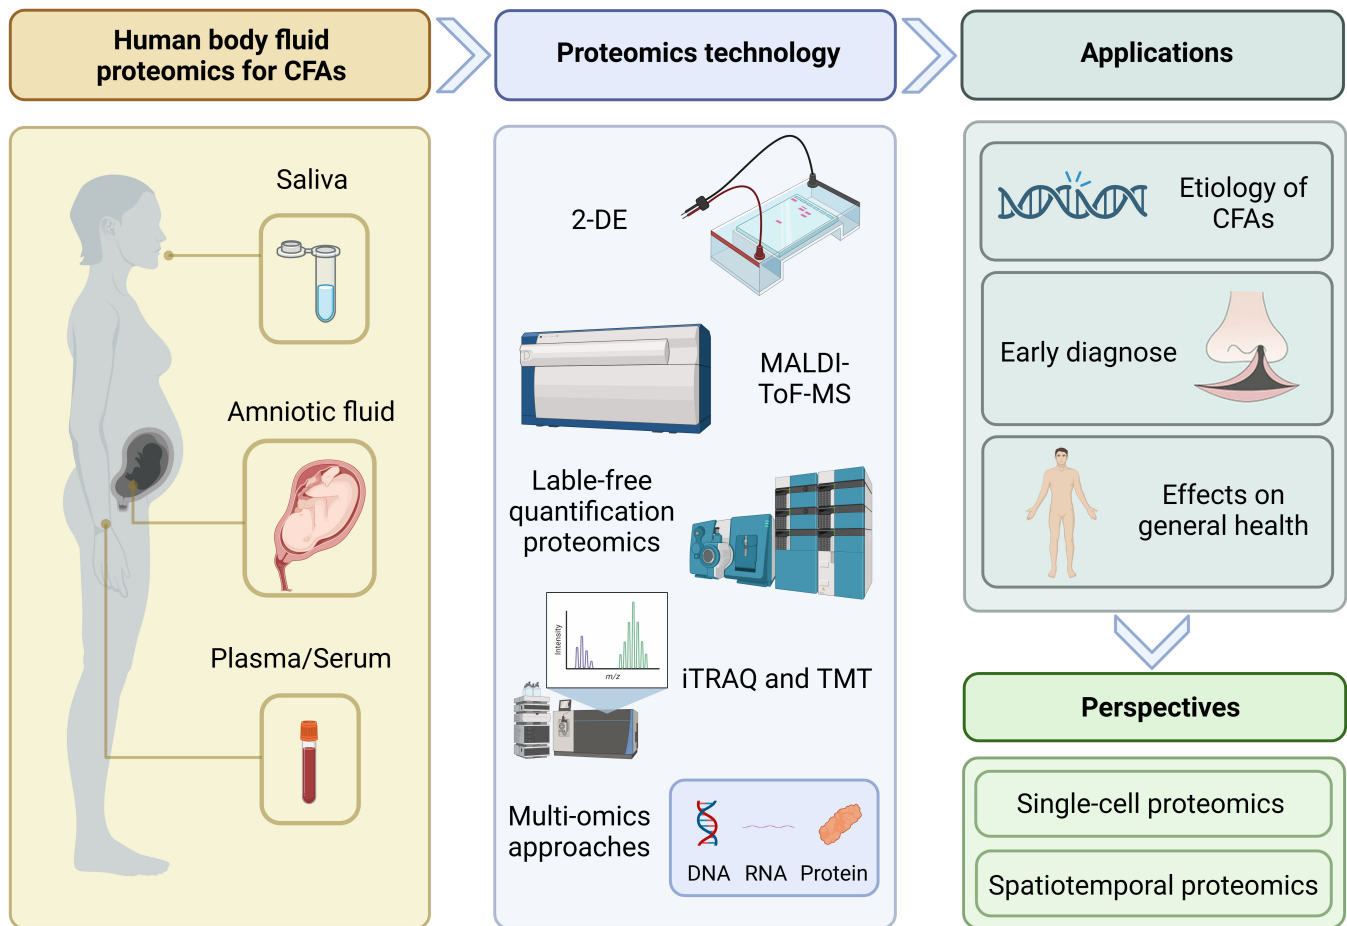 Human body fluid
proteomics for CFAs
Saliva
Amniotic fluid
Plasma/Serum
Proteomics technology
2-DE
MALDI-
ToF-MS
Lable-free
quantification
proteomics
Intensity
m/z
iTRAQ and TMT
Multi-omics
approaches
DNA RNA Protein
Applications
Etiology of
CFAs
Early diagnose
Effects on
general health
Perspectives
Single-cell proteomics
Spatiotemporal proteomics